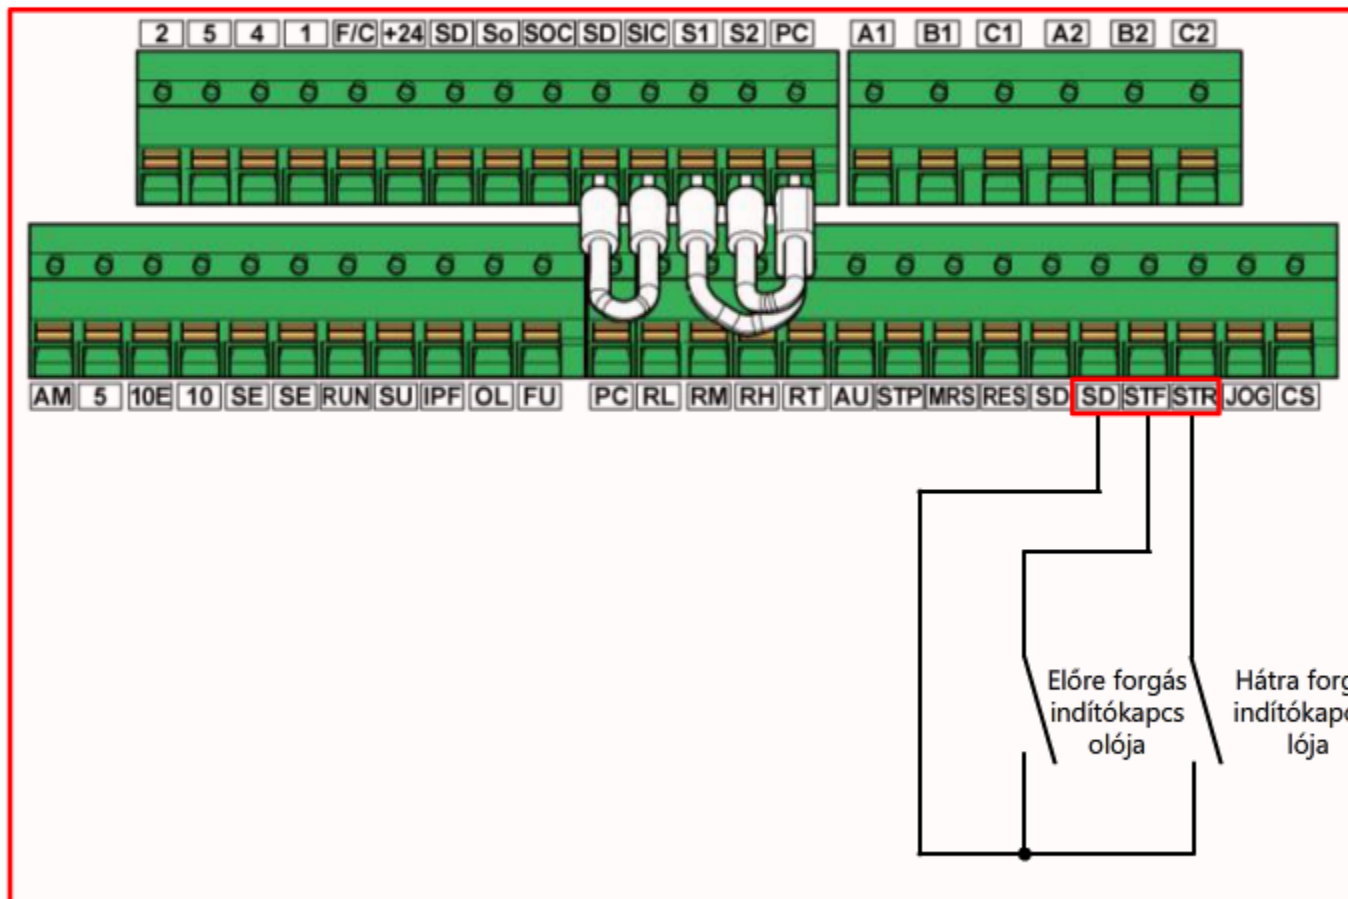 2 5 4 1 F/C +24 SD So SOC SD SIC S1 S2 PC A1 B1 C1 A2 B2 C2
AM 5 10E 10 SE SE RUN SU IPF OL FU PC RL RM RH RT AU STP MRS RES SD SD STF STR JOG CS
Előre forgás
indítókapcs
olója
Hátra
lója